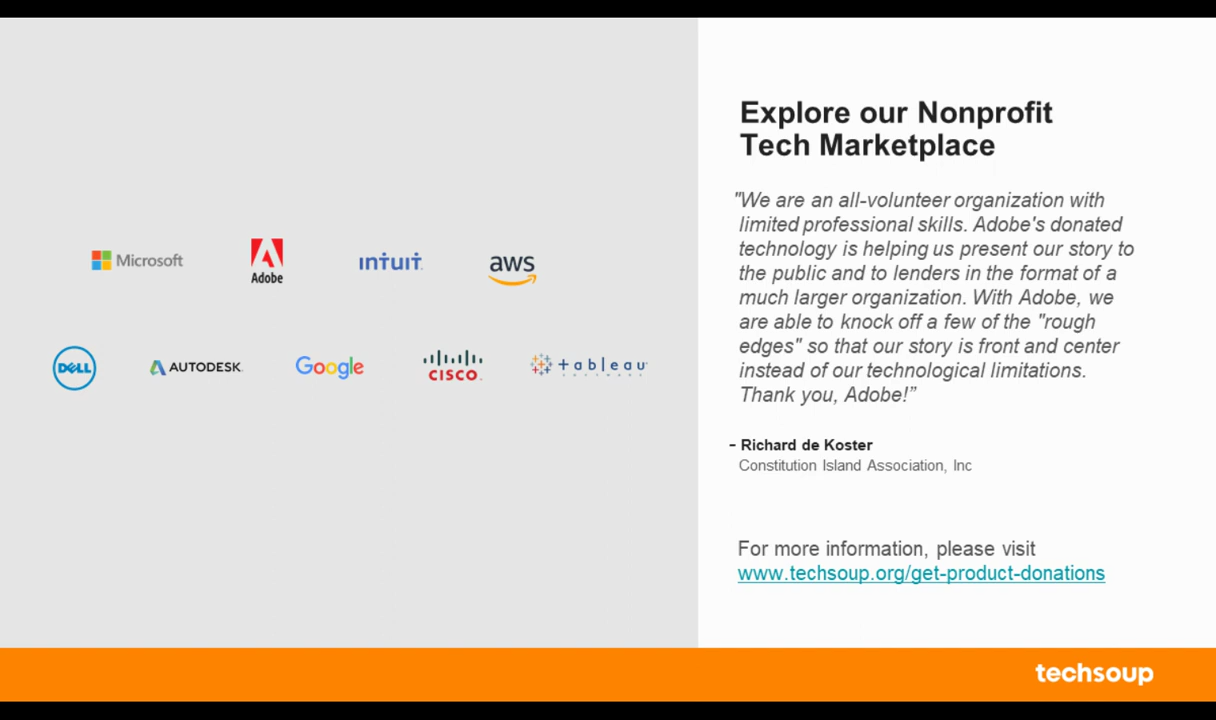 Microsoft
Adobe
intuit
aws
DELL
AUTODESK
Google
CISCO
tableau
Explore our Nonprofit
Tech Marketplace
"We are an all-volunteer organization with
limited professional skills. Adobe's donated
technology is helping us present our story to
the public and to lenders in the format of a
much larger organization. With Adobe, we
are able to knock off a few of the "rough
edges" so that our story is front and center
instead of our technological limitations.
Thank you, Adobe!”
- Richard de Koster
Constitution Island Association, Inc
For more information, please visit
www.techsoup.org/get-product-donations
techsoup